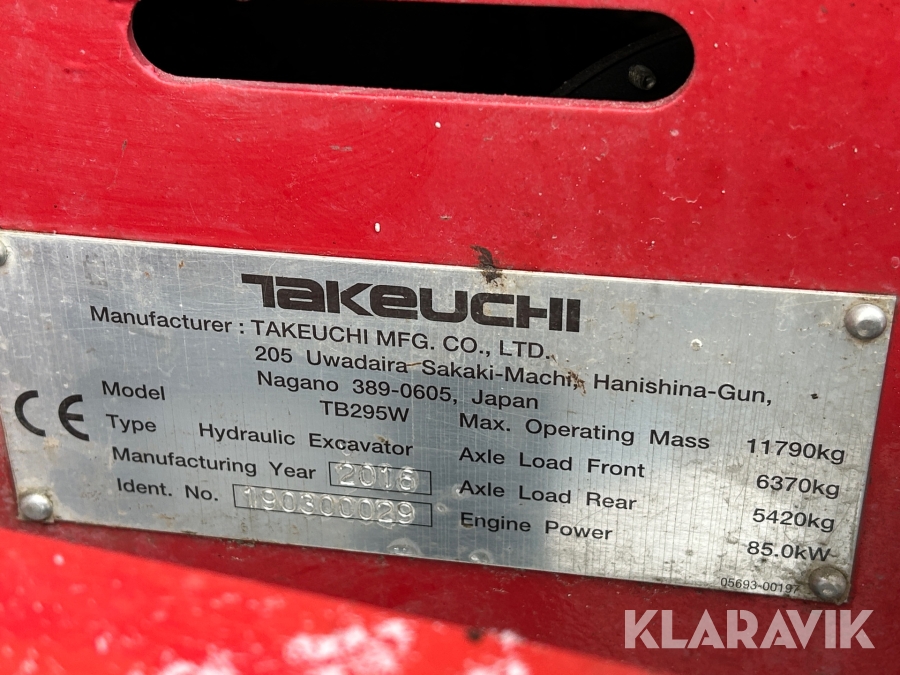 TAKEUCHI
Manufacturer : TAKEUCHI MFG. CO., LTD.
205 Uwadaira Sakaki-Machi, Hanishina-Gun,
Nagano 389-0605, Japan
CE
Model TB295W
Type Hydraulic Excavator
Manufacturing Year 2016
Ident. No. 190300029
Max. Operating Mass 11790kg
Axle Load Front 6370kg
Axle Load Rear 5420kg
Engine Power 85.0kW
05693-00197
KLARAVIK